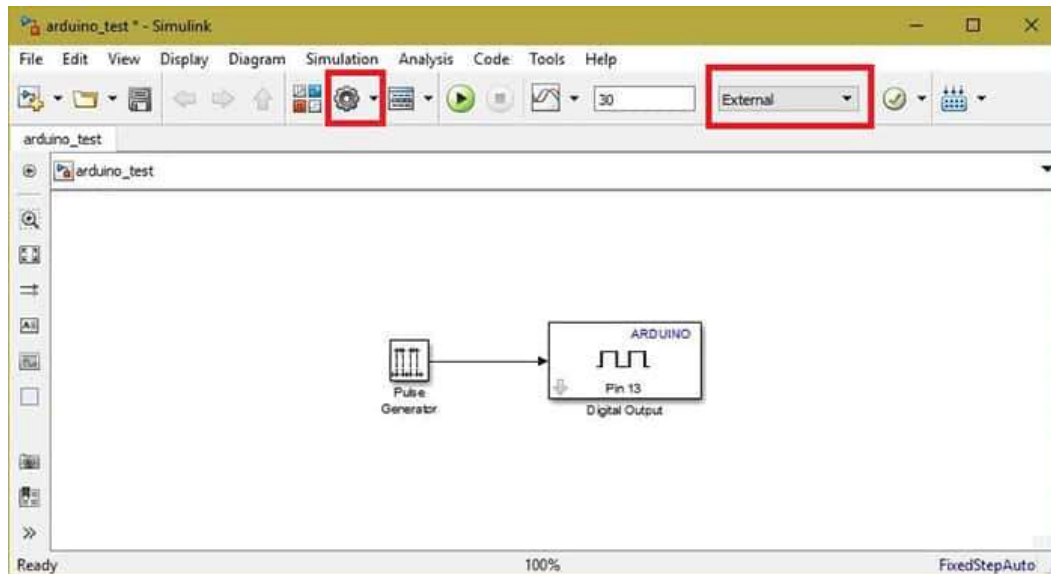 arduino_test * - Simulink
File Edit View Display Diagram Simulation Analysis Code Tools Help
30 External
arduino_test
arduino_test
ARDUINO
Pin 13
Pulse
Generator
Digital Output
Ready 100% FixedStepAuto